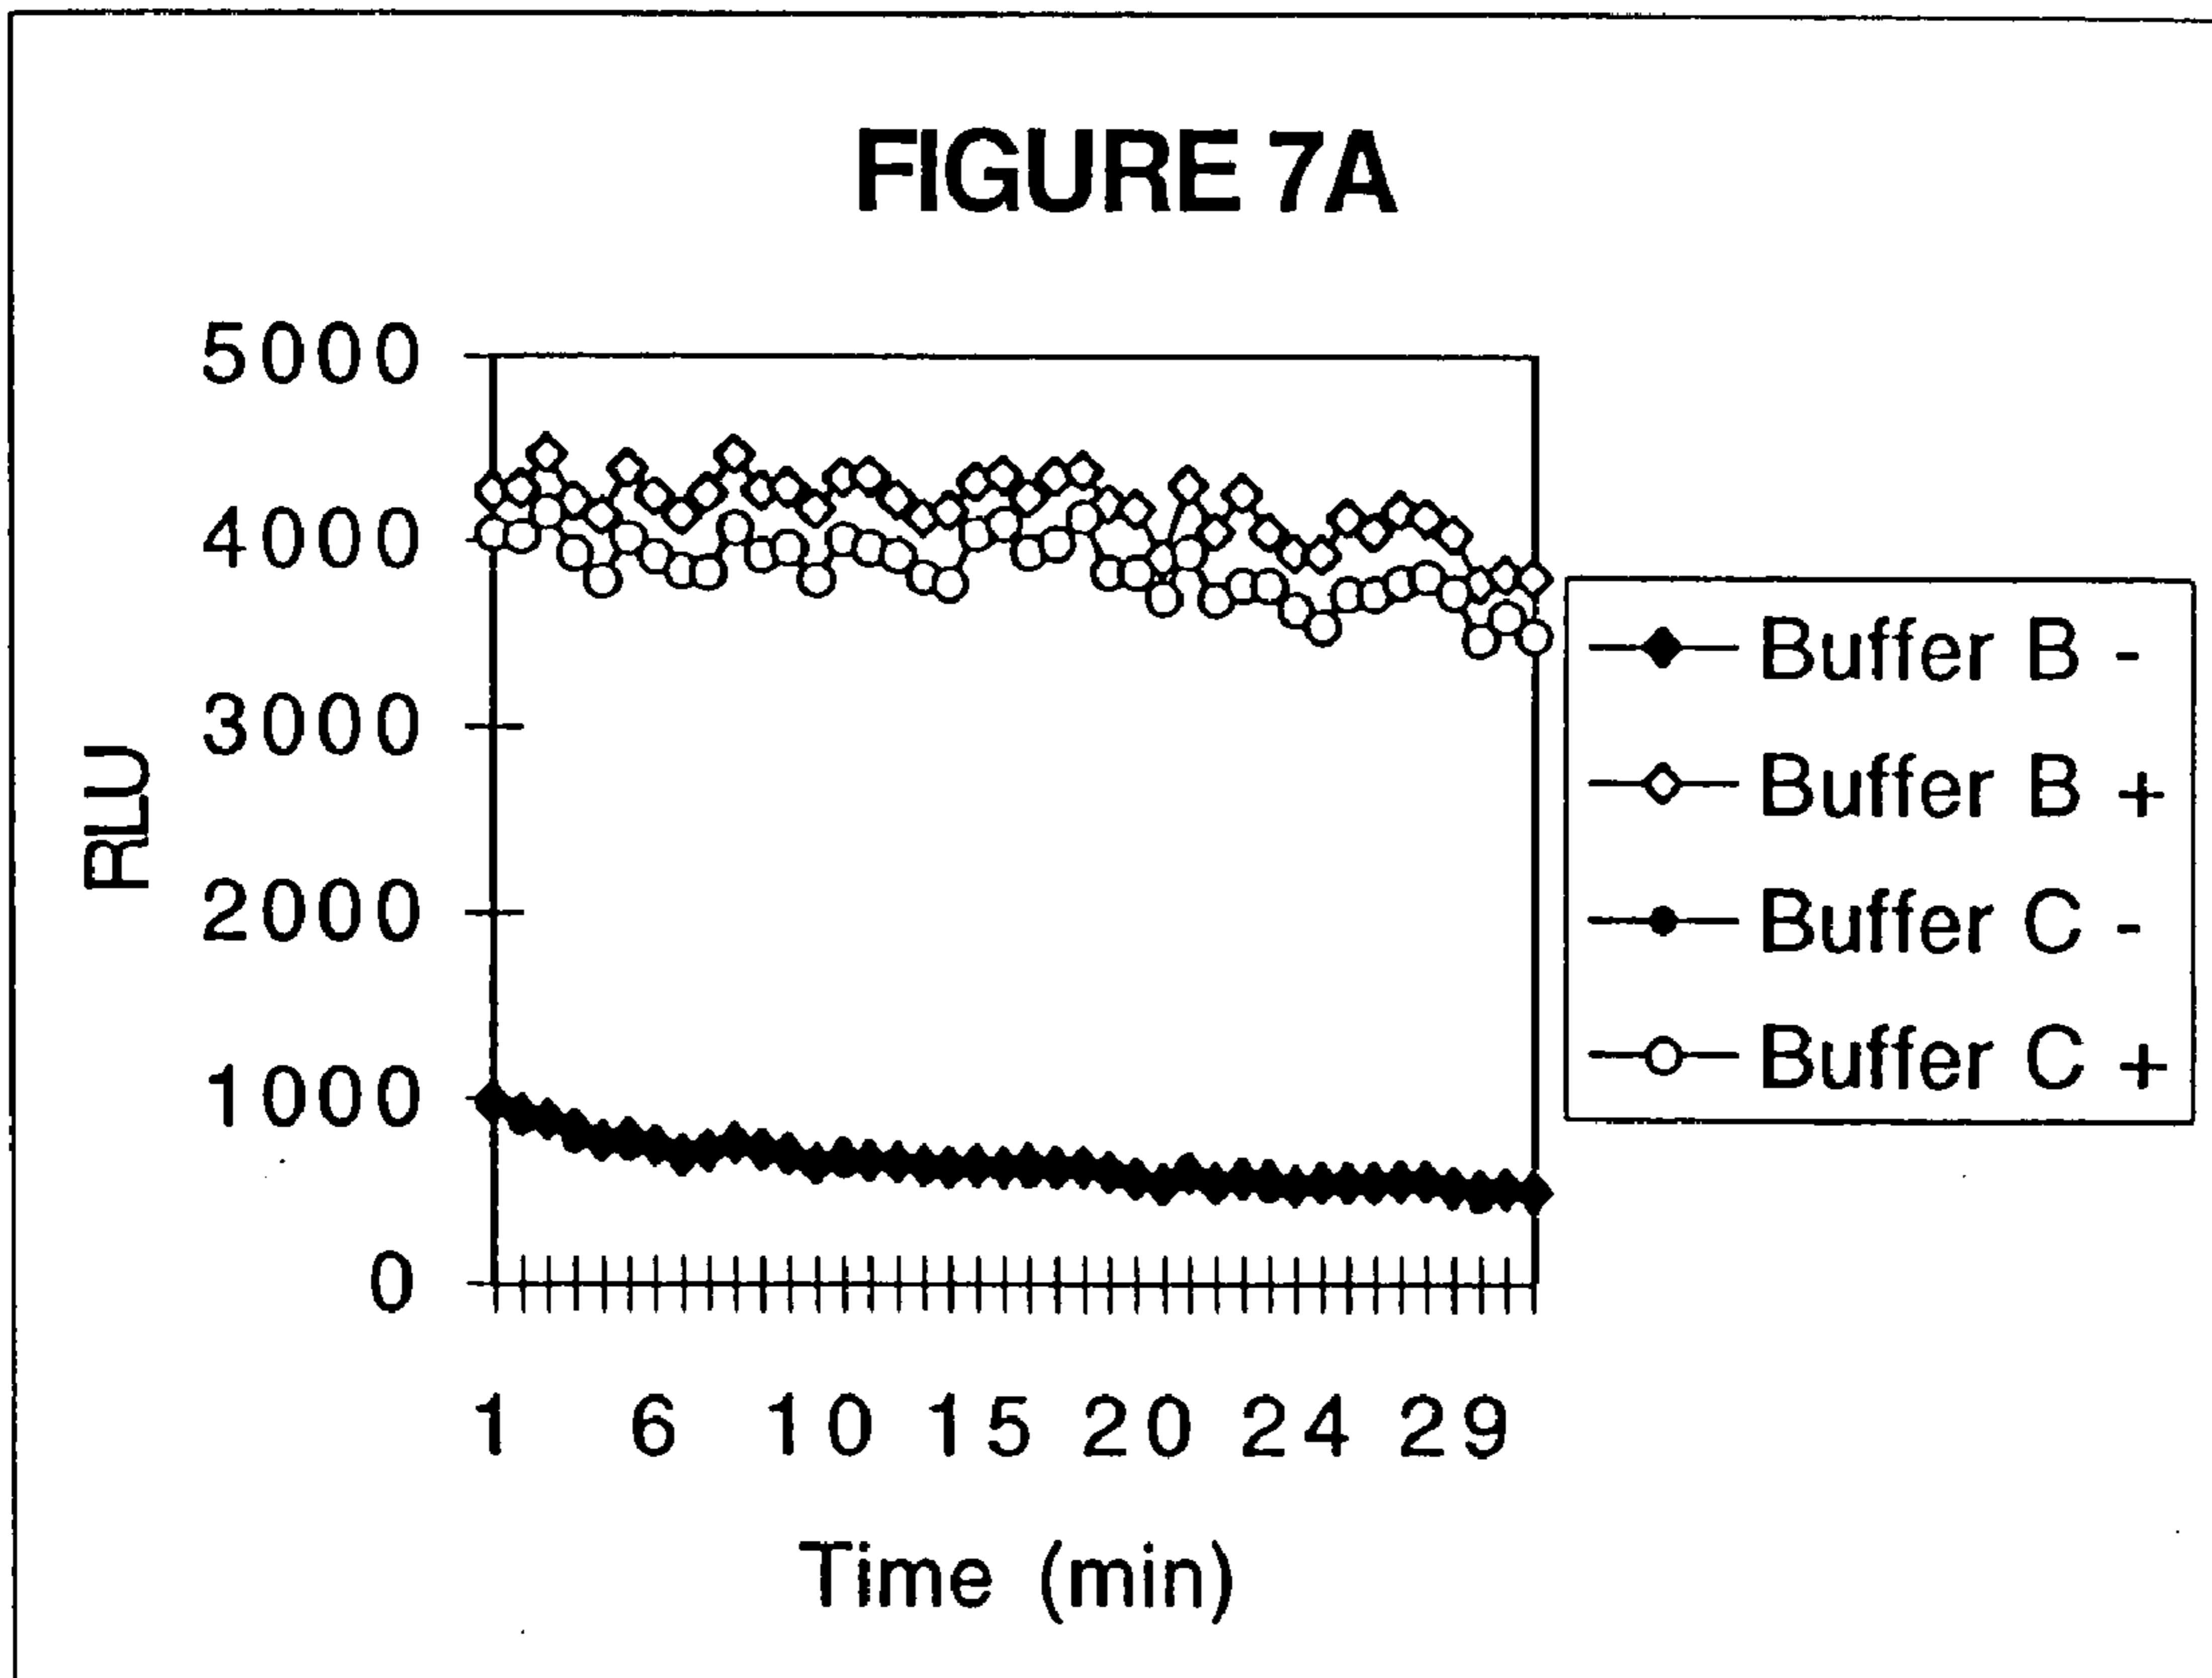 FIGURE 7A
5000
4000
3000
2000
1000
0
RLU
1 6 10 15 20 24 29
Time (min)
Buffer B -
Buffer B +
Buffer C -
Buffer C +